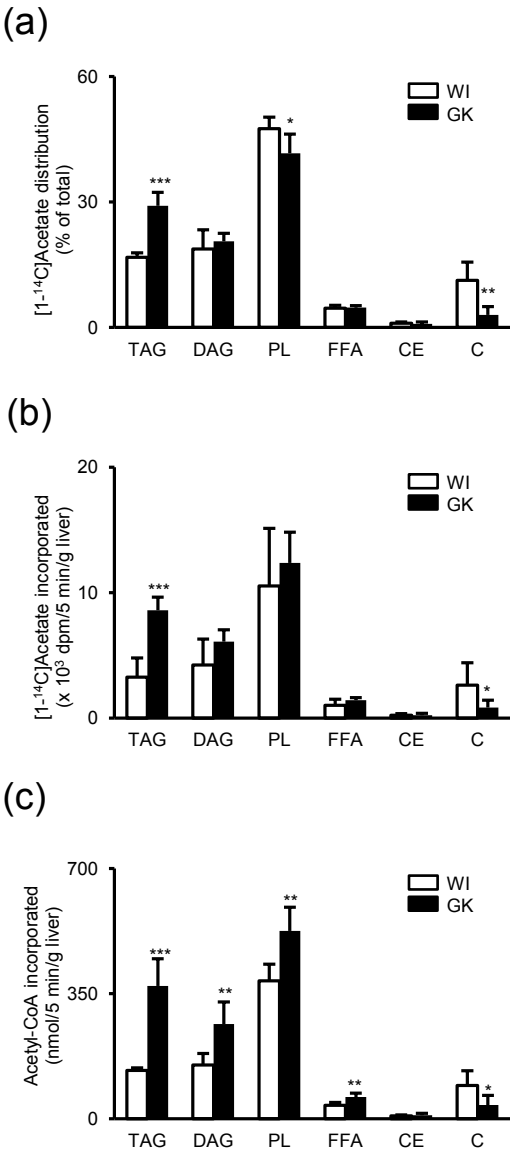 (a)
[1-¹⁴C]Acetate distribution
(% of total)
60
30
0
WI
GK
***
*
**
TAG DAG PL FFA CE C
(b)
[1-¹⁴C]Acetate incorporated
(x 10³ dpm/5 min/g liver)
20
10
0
WI
GK
***
*
TAG DAG PL FFA CE C
(c)
Acetyl-CoA incorporated
(nmol/5 min/g liver)
700
350
0
WI
GK
***
**
**
**
*
TAG DAG PL FFA CE C